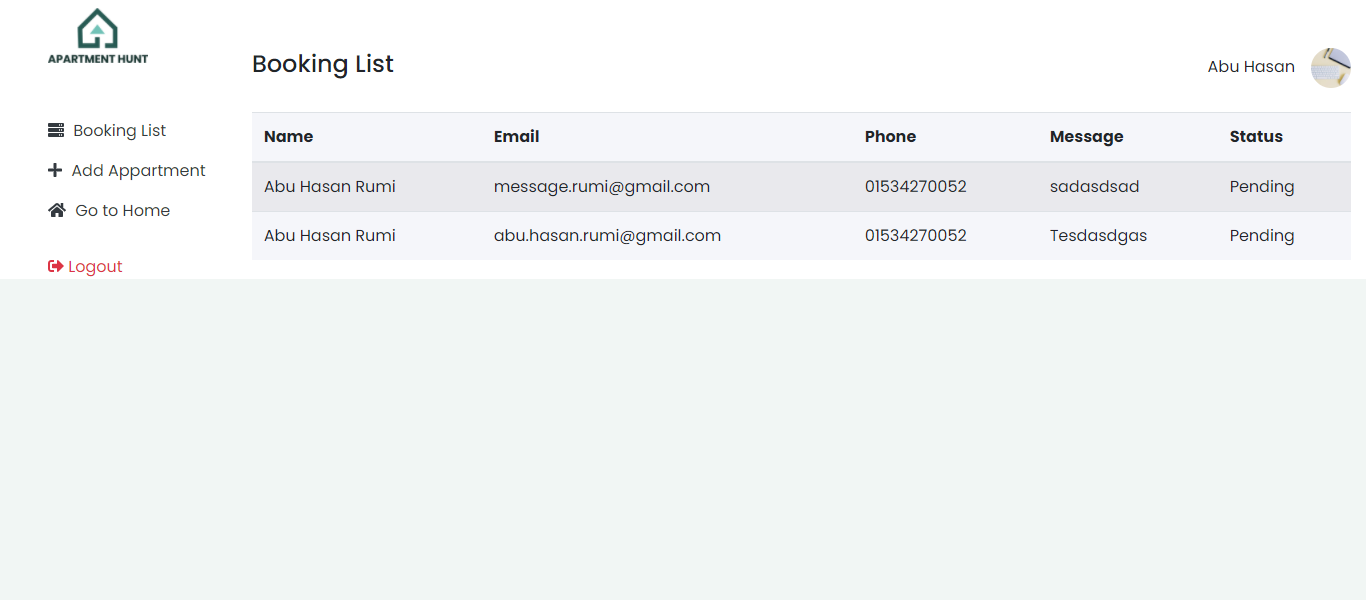 APARTMENT HUNT
Booking List
Add Appartment
Go to Home
Logout
Booking List
Abu Hasan
Name Email Phone Message Status
Abu Hasan Rumi message.rumi@gmail.com 01534270052 sadasdsad Pending
Abu Hasan Rumi abu.hasan.rumi@gmail.com 01534270052 Tesdasdgas Pending